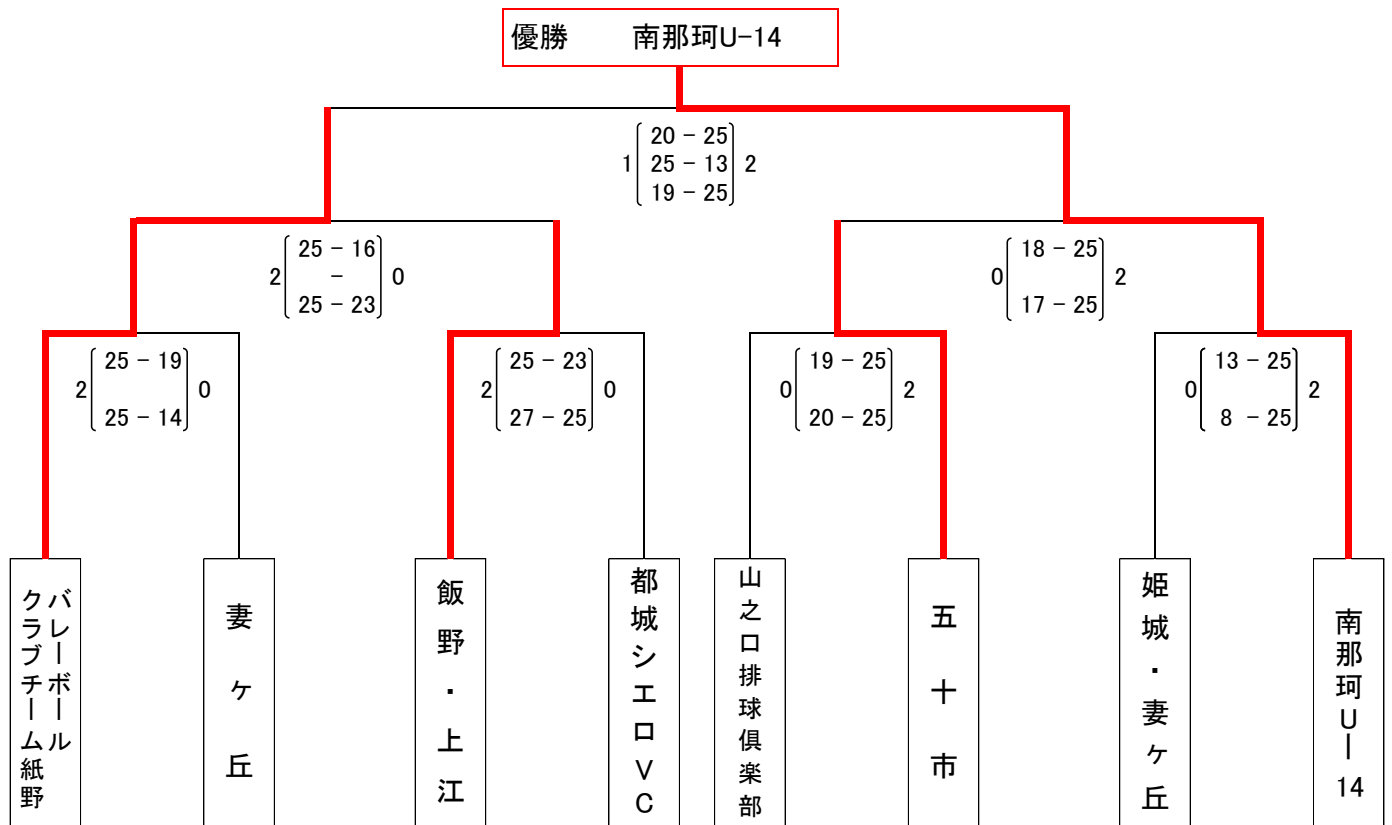 優勝 南那珂U-14
20 - 25
1 25 - 13 2
19 - 25
25 - 16
2 - 0
25 - 23
18 - 25
0 2
17 - 25
25 - 19
2 0
25 - 14
25 - 23
2 0
27 - 25
19 - 25
0 2
20 - 25
13 - 25
0 2
8 - 25
バレーボール
クラブチーム紙野
妻ヶ丘
飯野・上江
都城シエロVC
山之口排球倶楽部
五十市
姫城・妻ヶ丘
南那珂U－14